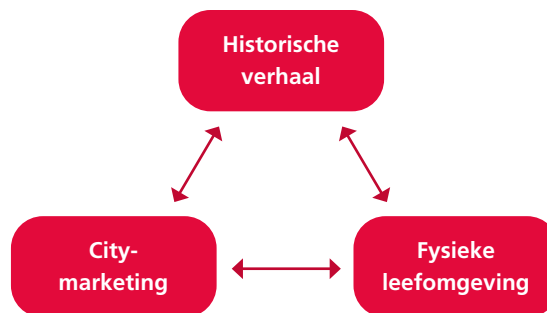 Historische
verhaal
City-
marketing
Fysieke
leefomgeving